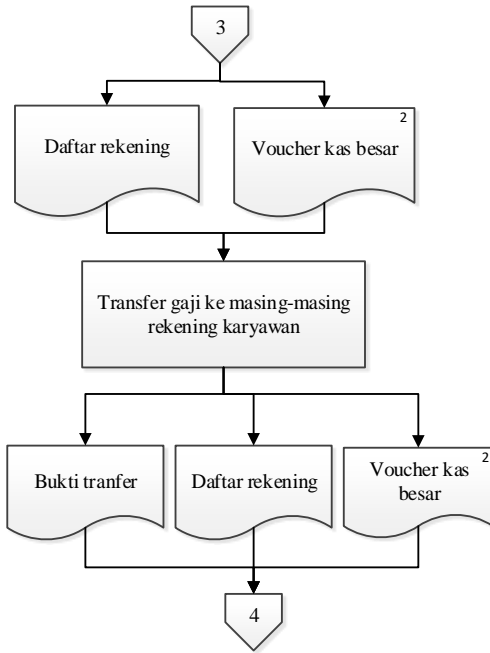 3
Daftar rekening
2
Voucher kas besar
Transfer gaji ke masing-masing
rekening karyawan
Bukti tranfer
Daftar rekening
2
Voucher kas
besar
4